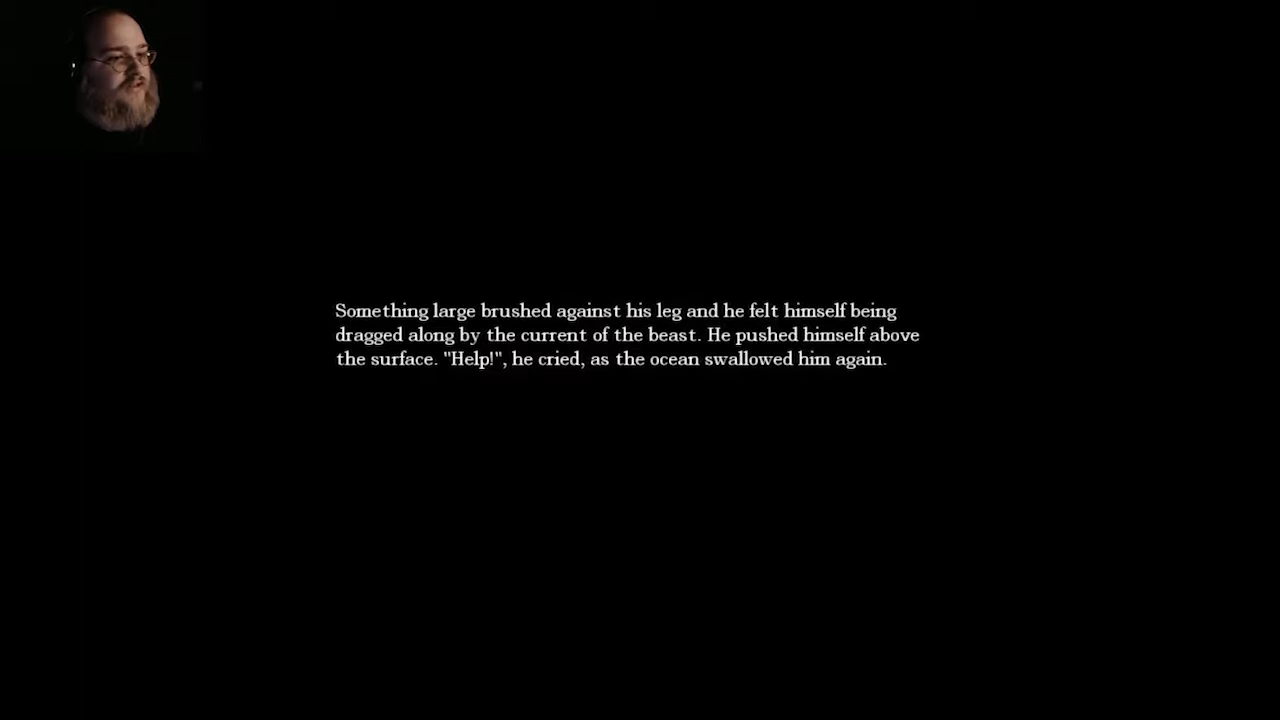 Something large brushed against his leg and he felt himself being
dragged along by the current of the beast. He pushed himself above
the surface. "Help!", he cried, as the ocean swallowed him again.